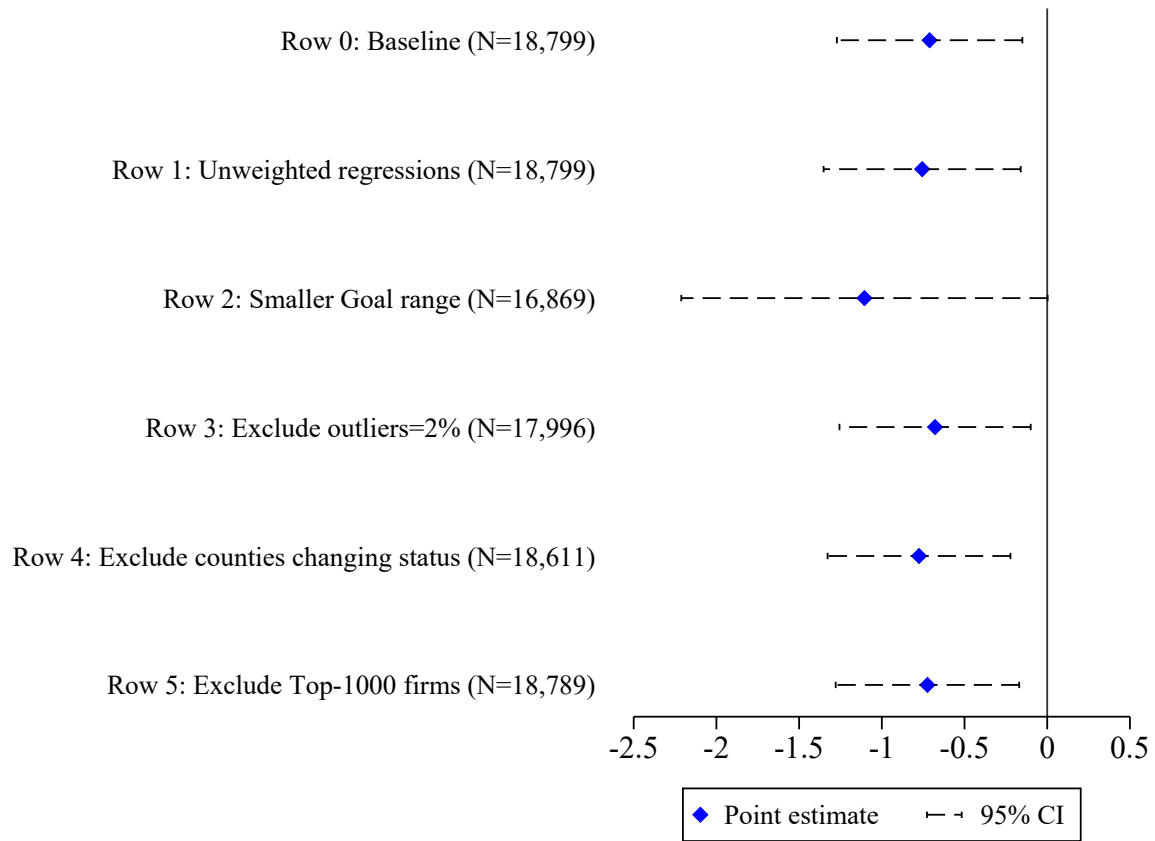 Row 0: Baseline (N=18,799)
Row 1: Unweighted regressions (N=18,799)
Row 2: Smaller Goal range (N=16,869)
Row 3: Exclude outliers=2% (N=17,996)
Row 4: Exclude counties changing status (N=18,611)
Row 5: Exclude Top-1000 firms (N=18,789)
-2.5 -2 -1.5 -1 -0.5 0 0.5
Point estimate 95% CI